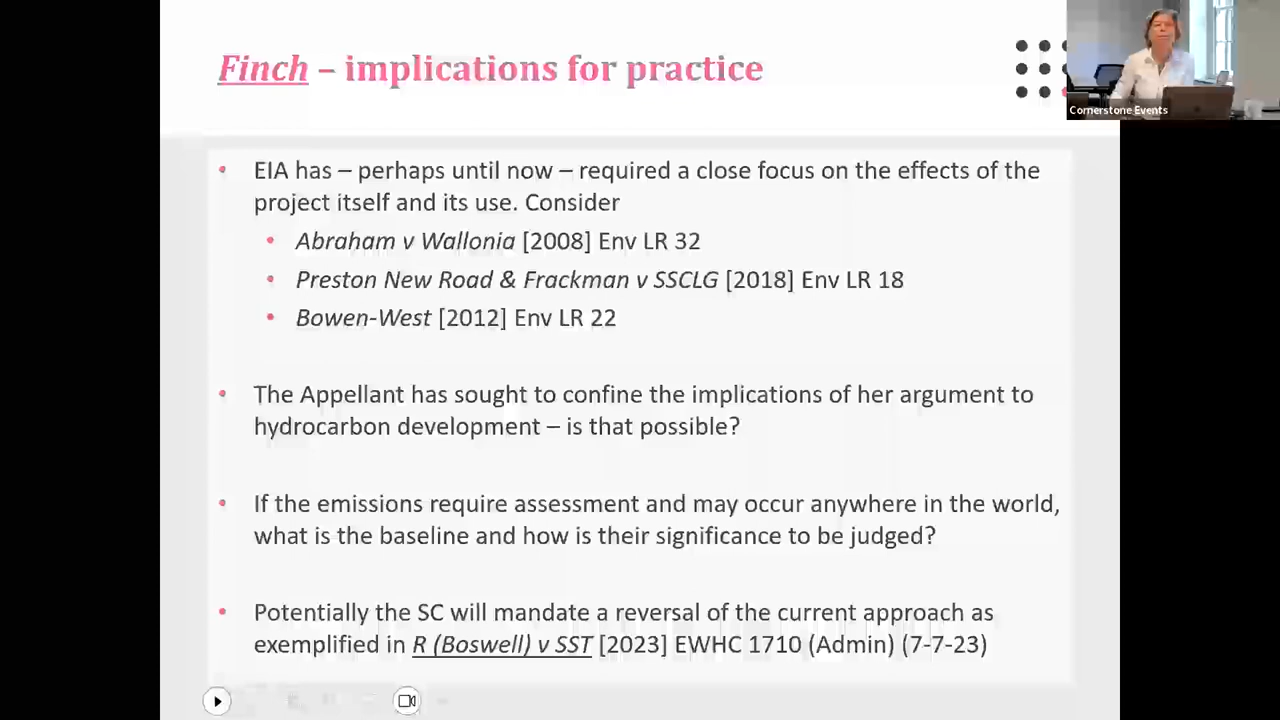 Finch – implications for practice
Cornerstone Events
• EIA has – perhaps until now – required a close focus on the effects of the
project itself and its use. Consider
• Abraham v Wallonia [2008] Env LR 32
• Preston New Road & Frackman v SSCLG [2018] Env LR 18
• Bowen-West [2012] Env LR 22
• The Appellant has sought to confine the implications of her argument to
hydrocarbon development – is that possible?
• If the emissions require assessment and may occur anywhere in the world,
what is the baseline and how is their significance to be judged?
• Potentially the SC will mandate a reversal of the current approach as
exemplified in R (Boswell) v SST [2023] EWHC 1710 (Admin) (7-7-23)